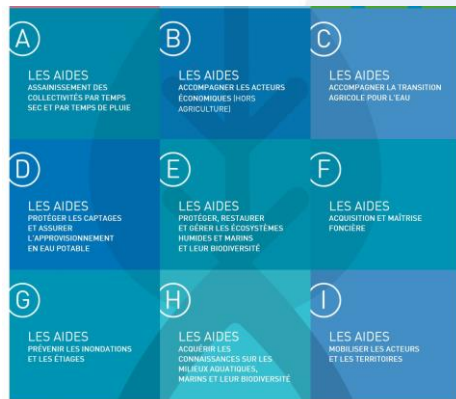 A
LES AIDES
ASSAINISSEMENT DES
COLLECTIVITÉS PAR TEMPS
SEC ET PAR TEMPS DE PLUIE
B
LES AIDES
ACCOMPAGNER LES ACTEURS
ÉCONOMIQUES (HORS
AGRICULTURE)
C
LES AIDES
ACCOMPAGNER LA TRANSITION
AGRICOLE POUR L'EAU
D
LES AIDES
PROTÉGER LES CAPTAGES
ET ASSURER
L'APPROVISIONNEMENT
EN EAU POTABLE
E
LES AIDES
PROTÉGER, RESTAURER
ET GÉRER LES ÉCOSYSTÈMES
HUMIDES ET MARINS
ET LEUR BIODIVERSITÉ
F
LES AIDES
ACQUISITION ET MAÎTRISE
FONCIÈRE
G
LES AIDES
PRÉVENIR LES INONDATIONS
ET LES ÉTIAGES
H
LES AIDES
ACQUÉRIR LES
CONNAISSANCES SUR LES
MILIEUX AQUATIQUES,
MARINS ET LEUR BIODIVERSITÉ
I
LES AIDES
MOBILISER LES ACTEURS
ET LES TERRITOIRES